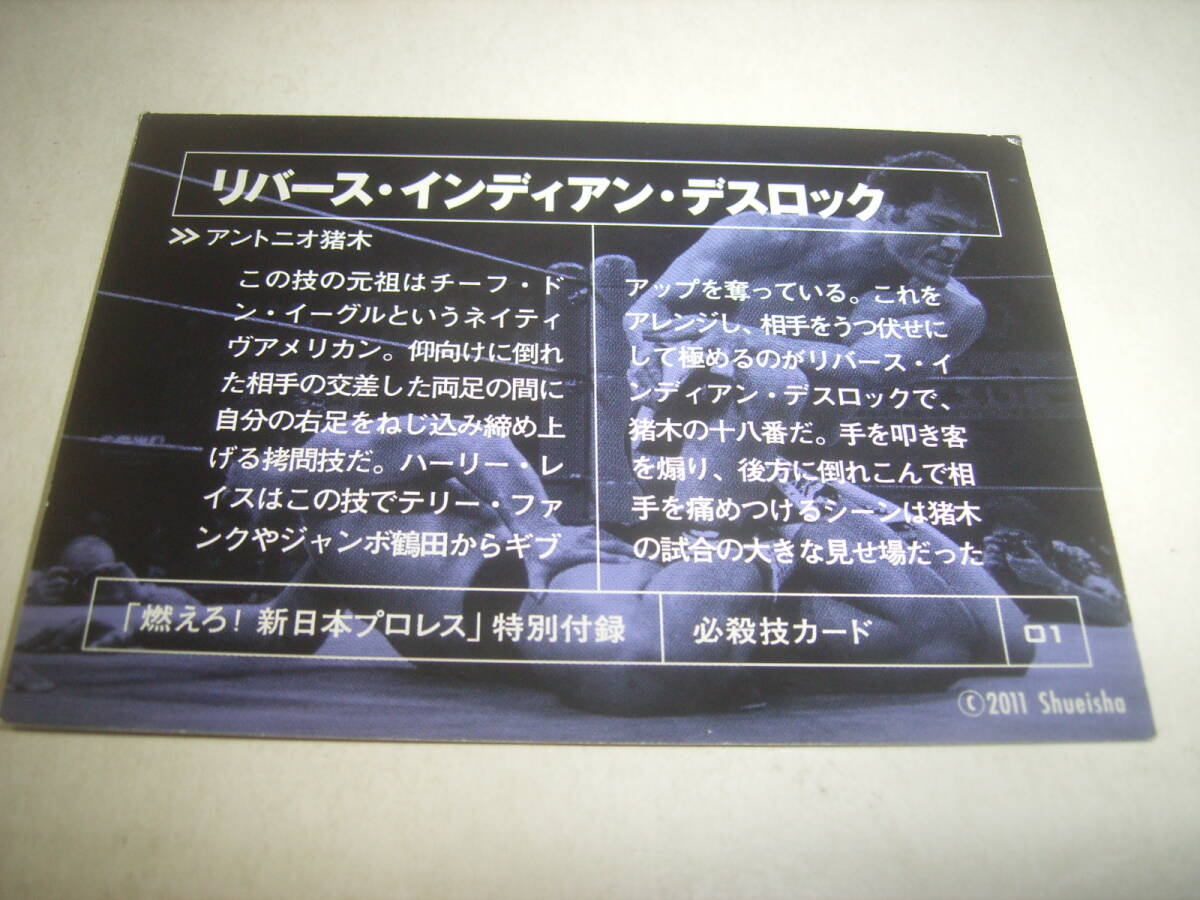 リバース・インディアン・デスロック
≫ アントニオ猪木
この技の元祖はチーフ・ド
ン・イーグルというネイティ
ヴアメリカン。仰向けに倒れ
た相手の交差した両足の間に
自分の右足をねじ込み締め上
げる拷問技だ。ハーリー・レ
イスはこの技でテリー・ファ
ンクやジャンボ鶴田からギブ
アップを奪っている。これを
アレンジし、相手をうつ伏せに
して極めるのがリバース・イ
ンディアン・デスロックで、
猪木の十八番だ。手を叩き客
を煽り、後方に倒れこんで相
手を痛めつけるシーンは猪木
の試合の大きな見せ場だった
「燃えろ！新日本プロレス」特別付録
必殺技カード
01
©2011 Shueisha